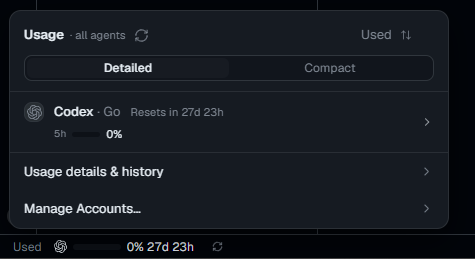 Usage · all agents Used
Detailed Compact
Codex · Go Resets in 27d 23h
5h 0%
Usage details & history
Manage Accounts...
Used 0% 27d 23h